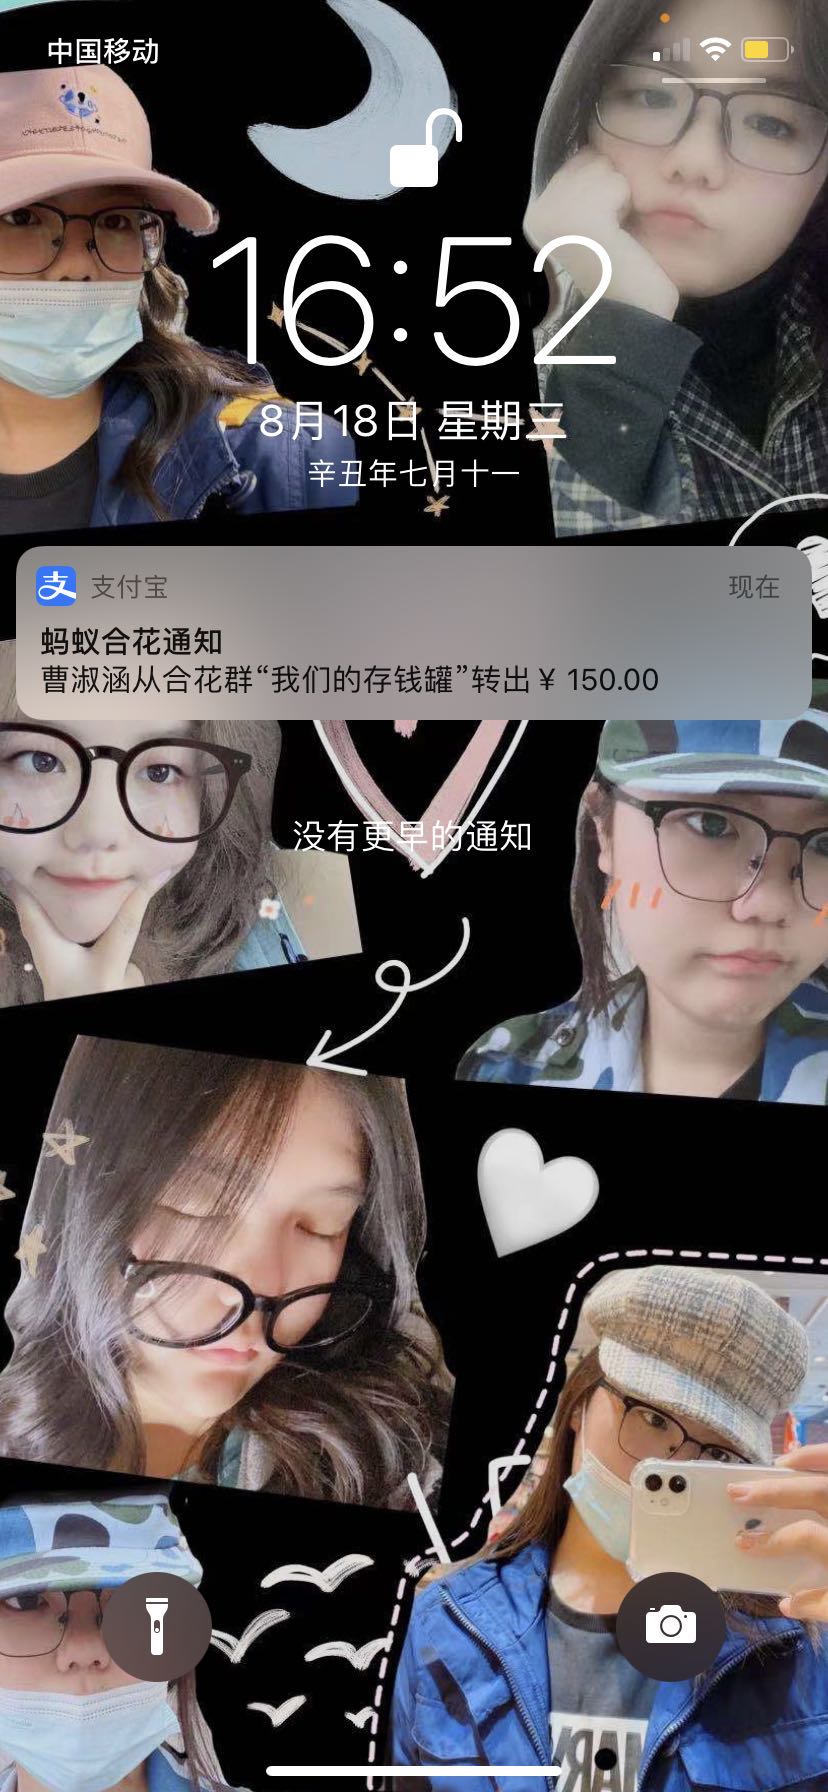 中国移动
16:52
8月18日 星期三
辛丑年七月十一
支付宝
现在
蚂蚁合花通知
曹淑涵从合花群“我们的存钱罐”转出¥ 150.00
没有更早的通知